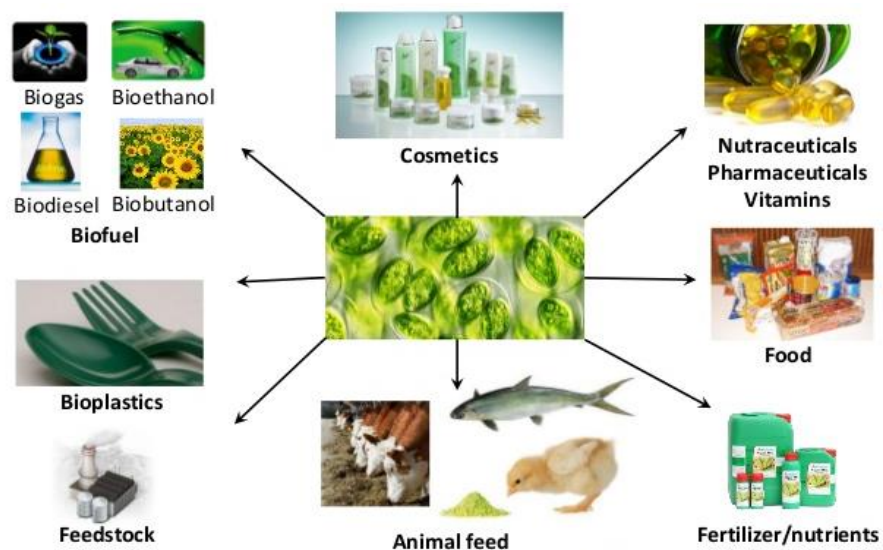 Biogas
Bioethanol
Biodiesel
Biobutanol
Biofuel
Cosmetics
Nutraceuticals
Pharmaceuticals
Vitamins
Bioplastics
Food
Feedstock
Animal feed
Fertilizer/nutrients